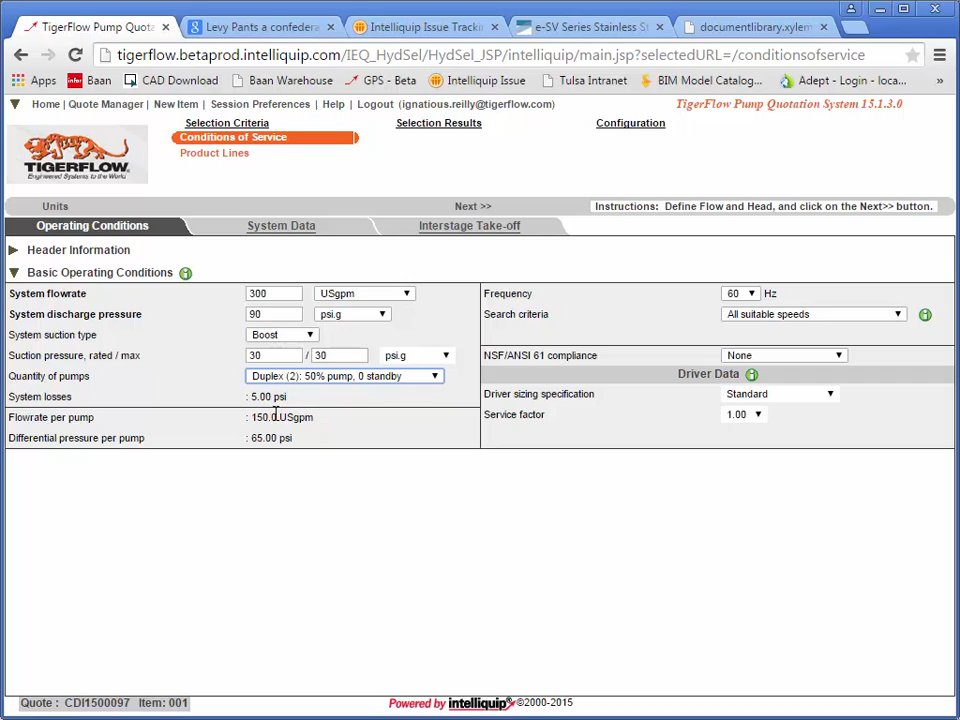 TigerFlow Pump Quota
Levy Pants a confedera
Intelliquip Issue Trackin
e-SV Series Stainless St
documentlibrary.xylem
tigerflow.betaprod.intelliquip.com/IEQ_HydSel/HydSel_JSP/intelliquip/main.jsp?selectedURL=/conditionsofservice
Apps
Baan
CAD Download
Baan Warehouse
GPS - Beta
Intelliquip Issue
Tulsa Intranet
BIM Model Catalog...
Adept - Login - loca...
»
Home | Quote Manager | New Item | Session Preferences | Help | Logout (ignatious.reilly@tigerflow.com)
TigerFlow Pump Quotation System 15.1.3.0
TIGERFLOW
Engineered Systems to the World
Selection Criteria
Selection Results
Configuration
Conditions of Service
Product Lines
Units
Next >>
Instructions: Define Flow and Head, and click on the Next>> button.
Operating Conditions
System Data
Interstage Take-off
Header Information
Basic Operating Conditions
System flowrate 300 USgpm
System discharge pressure 90 psi.g
System suction type Boost
Suction pressure, rated / max 30 / 30 psi.g
Quantity of pumps Duplex (2): 50% pump, 0 standby
System losses : 5.00 psi
Flowrate per pump : 150.0 USgpm
Differential pressure per pump : 65.00 psi
Frequency 60 Hz
Search criteria All suitable speeds
NSF/ANSI 61 compliance None
Driver Data
Driver sizing specification Standard
Service factor 1.00
Quote : CDI1500097 Item: 001
Powered by intelliquip ©2000-2015